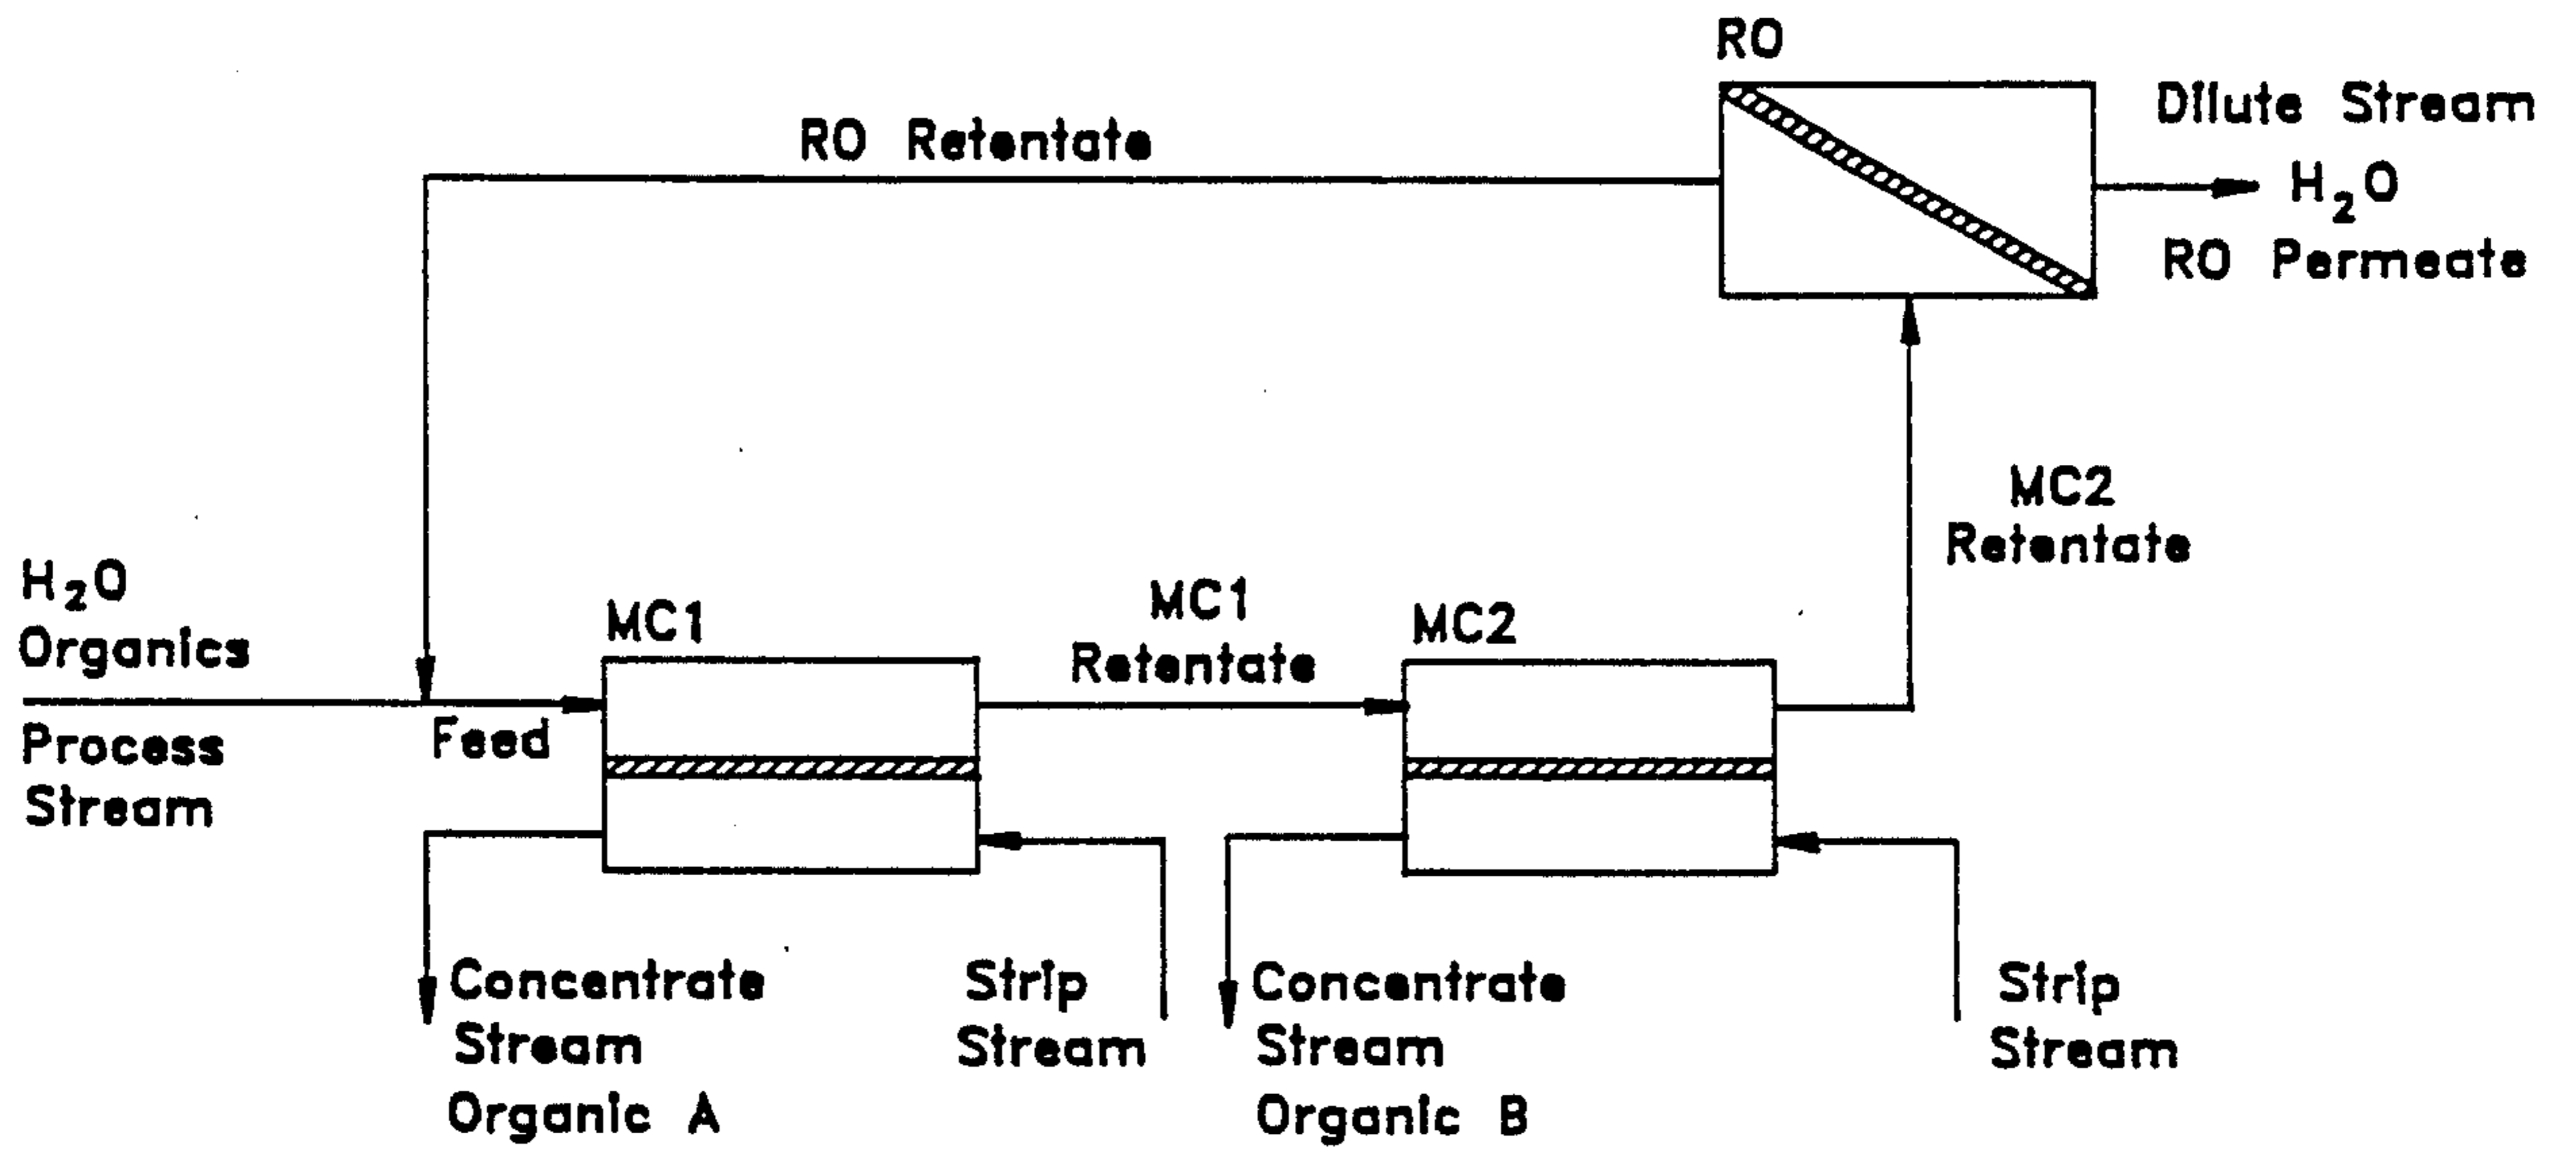 RO
Dilute Stream
RO Retentate
H₂O
RO Permeate
MC2
Retentate
H₂O
Organics
MC1
MC1
Retentate
MC2
Process
Stream
Feed
Concentrate
Stream
Organic A
Strip
Stream
Concentrate
Stream
Organic B
Strip
Stream